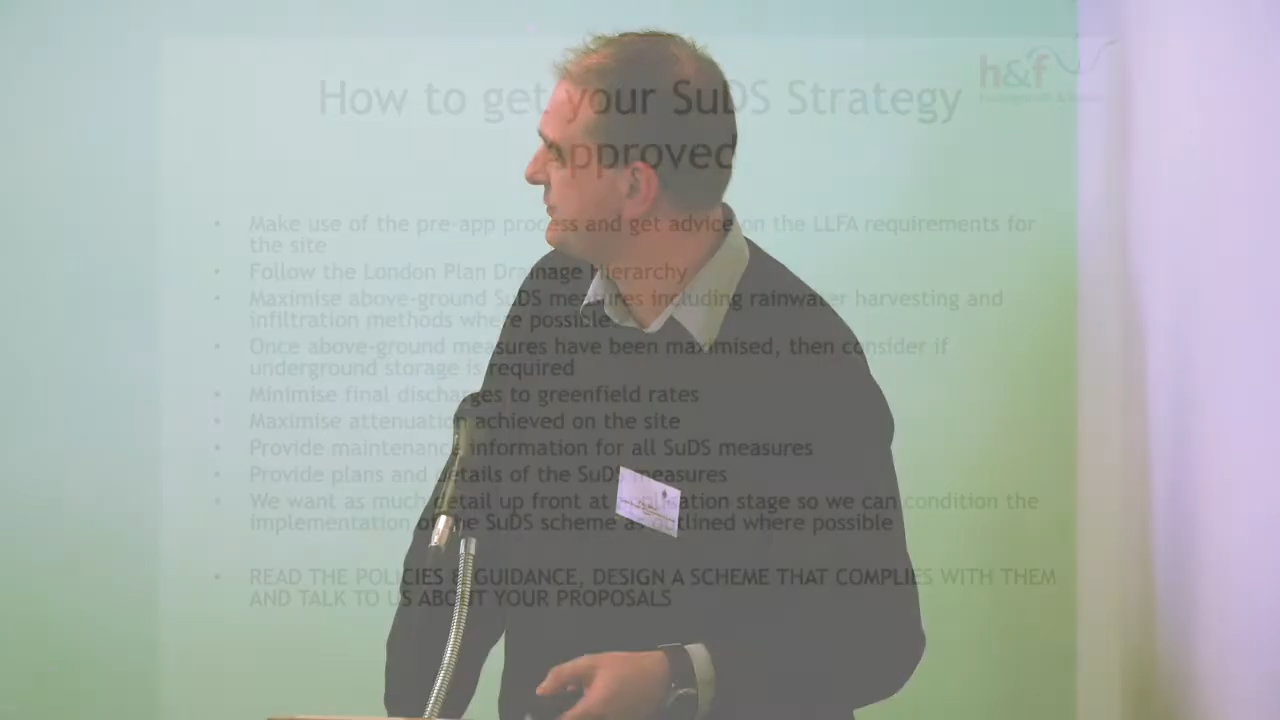 h&f
How to get your SuDS Strategy
approved
• Make use of the pre-app process and get advice on the LLFA requirements for
the site
• Follow the London Plan Drainage Hierarchy
• Maximise above-ground SuDS measures including rainwater harvesting and
infiltration methods where possible.
• Once above-ground measures have been maximised, then consider if
underground storage is required
• Minimise final discharges to greenfield rates
• Maximise attenuation achieved on the site
• Provide maintenance information for all SuDS measures
• Provide plans and details of the SuDS measures
• We want as much detail up front at application stage so we can condition the
implementation of the SuDS scheme as outlined where possible
• READ THE POLICIES & GUIDANCE, DESIGN A SCHEME THAT COMPLIES WITH THEM
AND TALK TO US ABOUT YOUR PROPOSALS